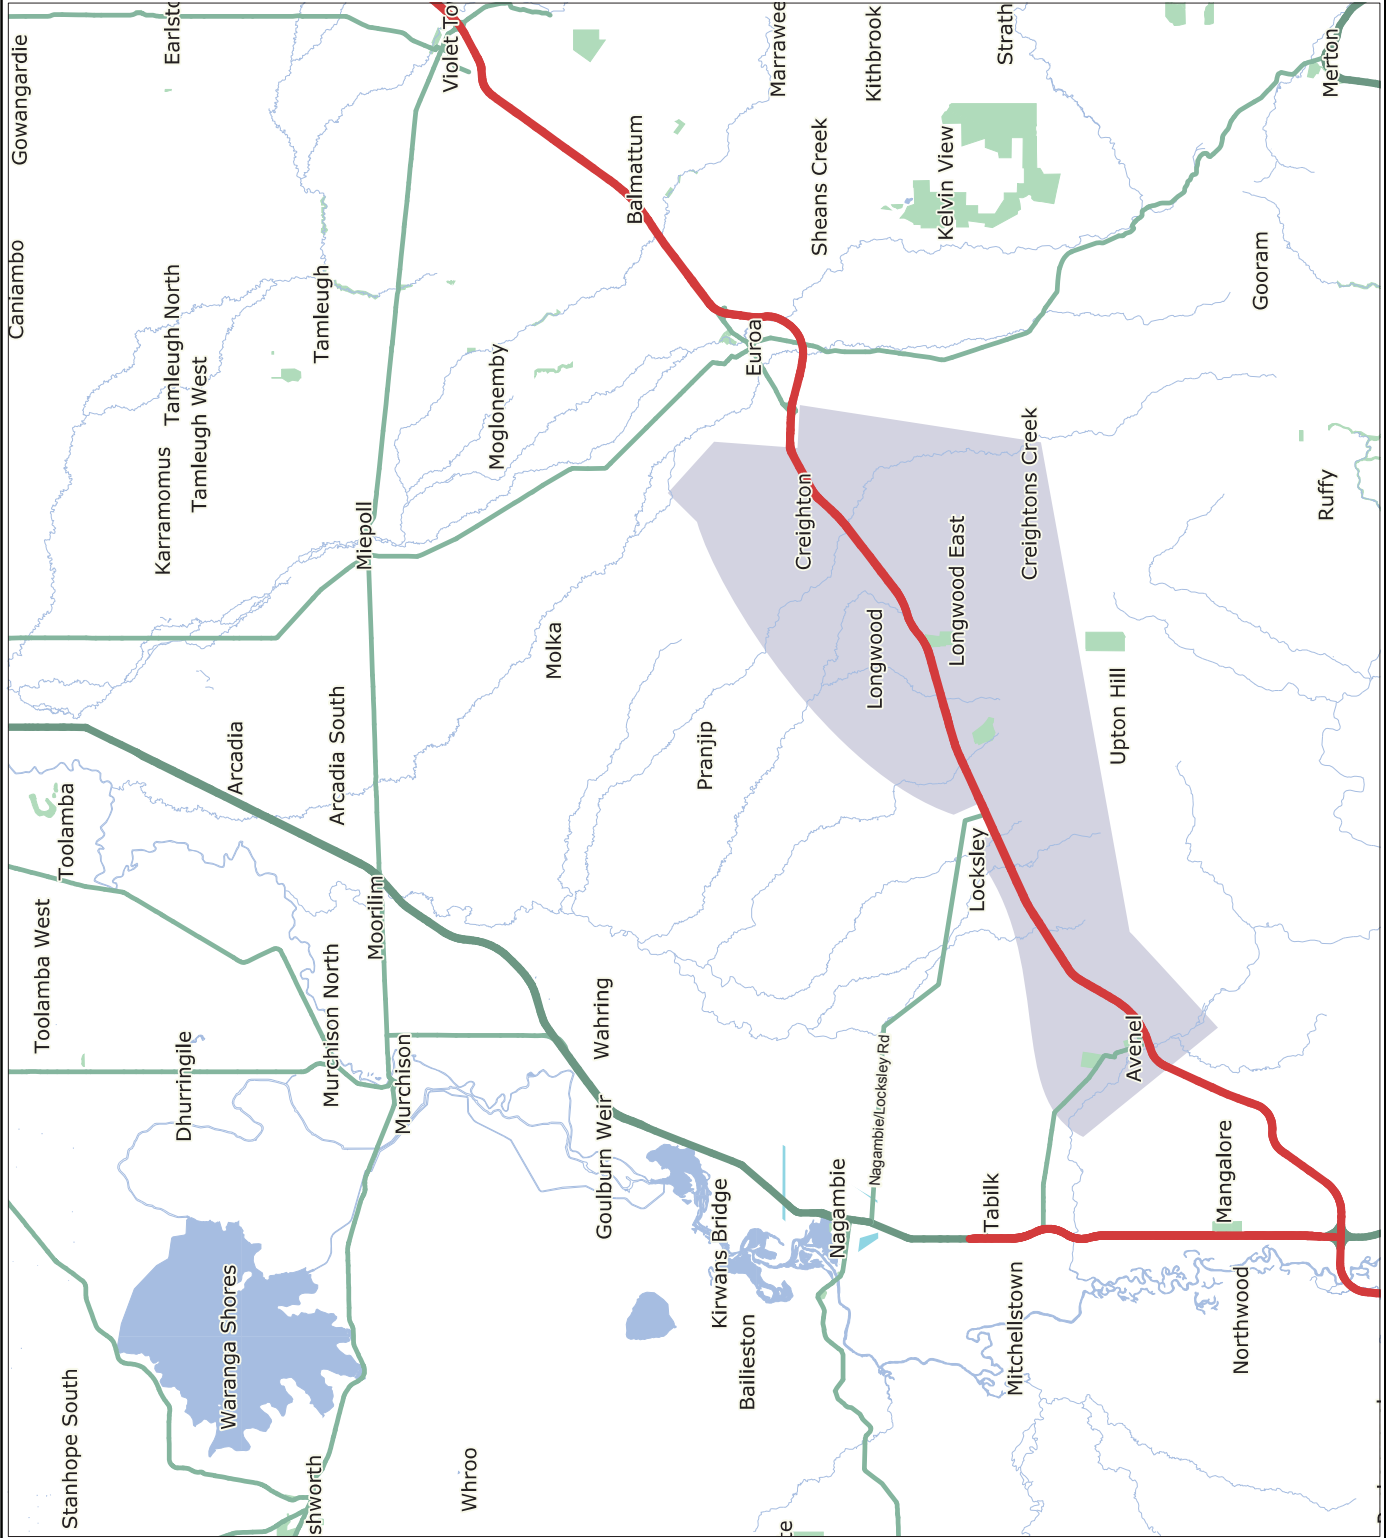 Stanhope South
Waranga Shores
shworth
Whroo
Dhurringile
Toolamba West
Toolamba
Murchison North
Murchison
Moorilim
Arcadia
Arcadia South
Goulburn Weir
Wahring
Kirwans Bridge
Bailieston
Nagambie
Nagambie/Locksley Rd
Tabilk
Mitchellstown
Mangalore
Northwood
Avenel
Locksley
Pranjip
Molka
Miepoll
Karramomus
Tamleugh West
Tamleugh North
Tamleugh
Moglonemby
Caniambo
Gowangardie
Earlsto
Violet To
Balmattum
Euroa
Creighton
Longwood
Longwood East
Creightons Creek
Upton Hill
Ruffy
Gooram
Kelvin View
Sheans Creek
Marrawee
Kithbrook
Strath
Merton
te